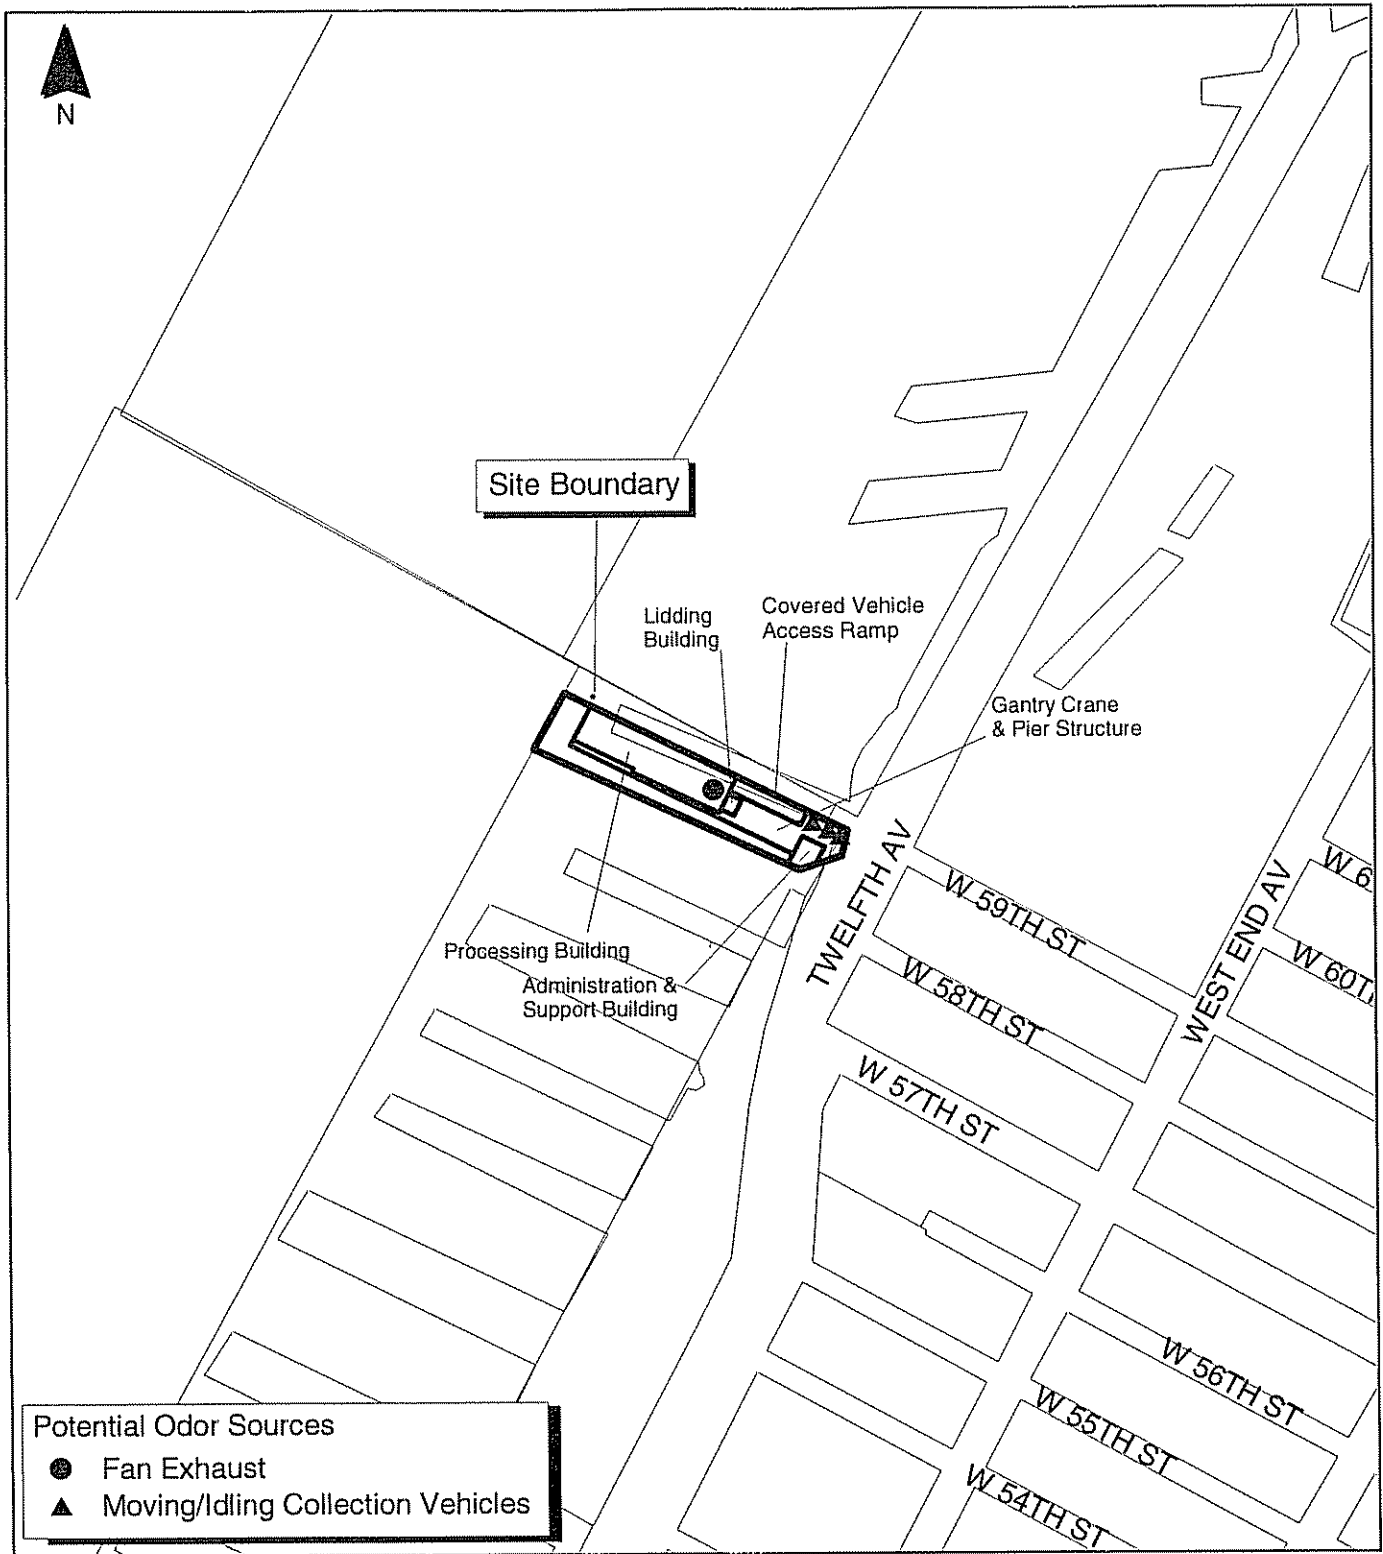 N
Site Boundary
Lidding
Building
Covered Vehicle
Access Ramp
Gantry Crane
& Pier Structure
Processing Building
Administration &
Support Building
TWELFTH AV
W 59TH ST
WEST END AV
W 58TH ST
W 57TH ST
W 56TH ST
W 55TH ST
W 54TH ST
Potential Odor Sources
Fan Exhaust
Moving/Idling Collection Vehicles